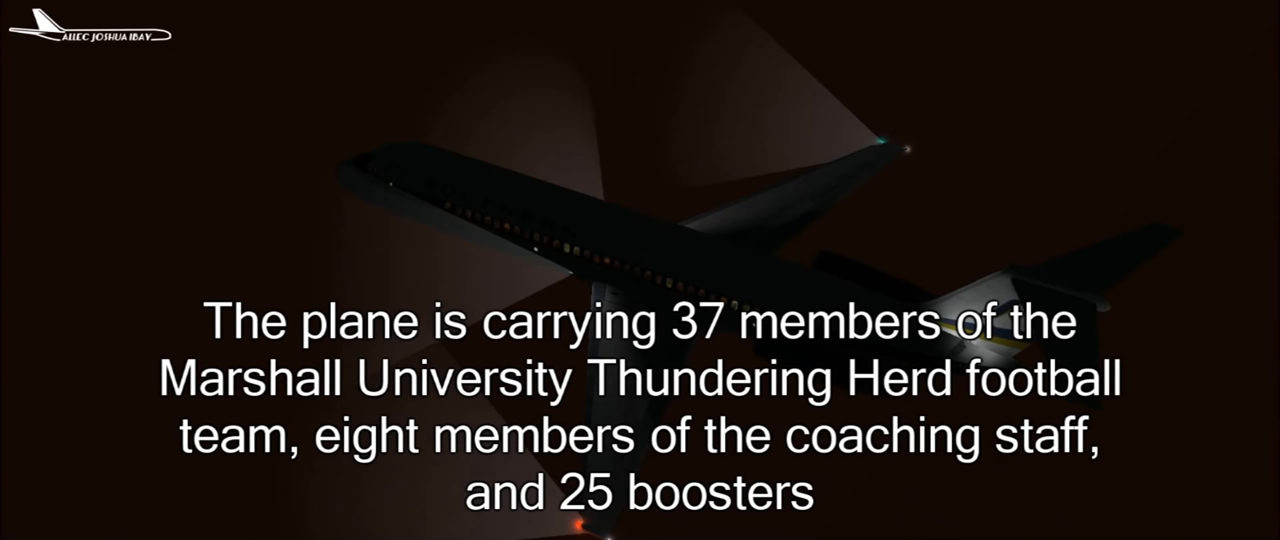 ALLEC JOSHUA IBAY
The plane is carrying 37 members of the
Marshall University Thundering Herd football
team, eight members of the coaching staff,
and 25 boosters